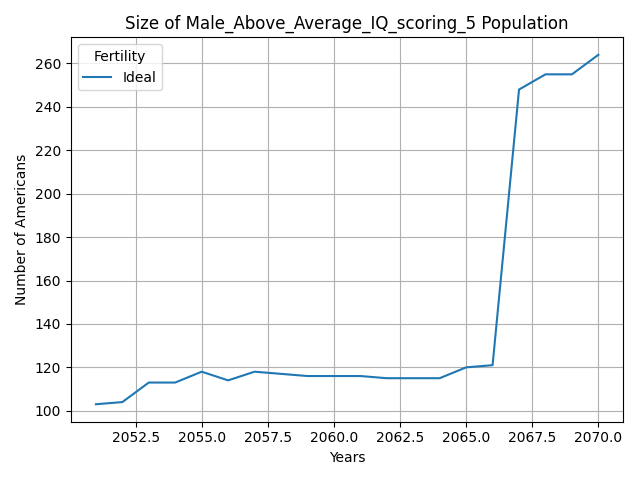 Size of Male_Above_Average_IQ_scoring_5 Population
Fertility
Ideal
Number of Americans
260
240
220
200
180
160
140
120
100
2052.5 2055.0 2057.5 2060.0 2062.5 2065.0 2067.5 2070.0
Years